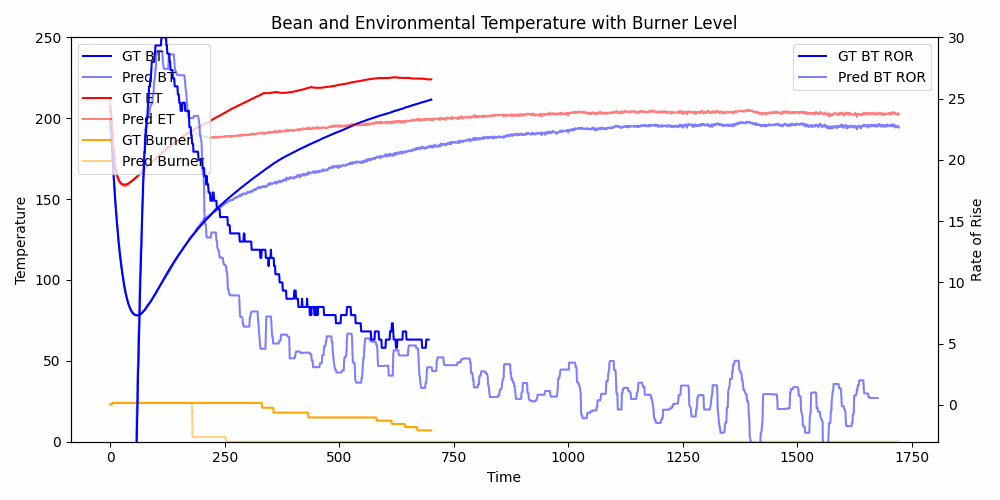 Bean and Environmental Temperature with Burner Level
250
200
150
100
50
0
Temperature
GT BT
Pred BT
GT ET
Pred ET
GT Burner
Pred Burner
GT BT ROR
Pred BT ROR
30
25
20
15
10
5
0
Rate of Rise
0
250
500
750
1000
1250
1500
1750
Time